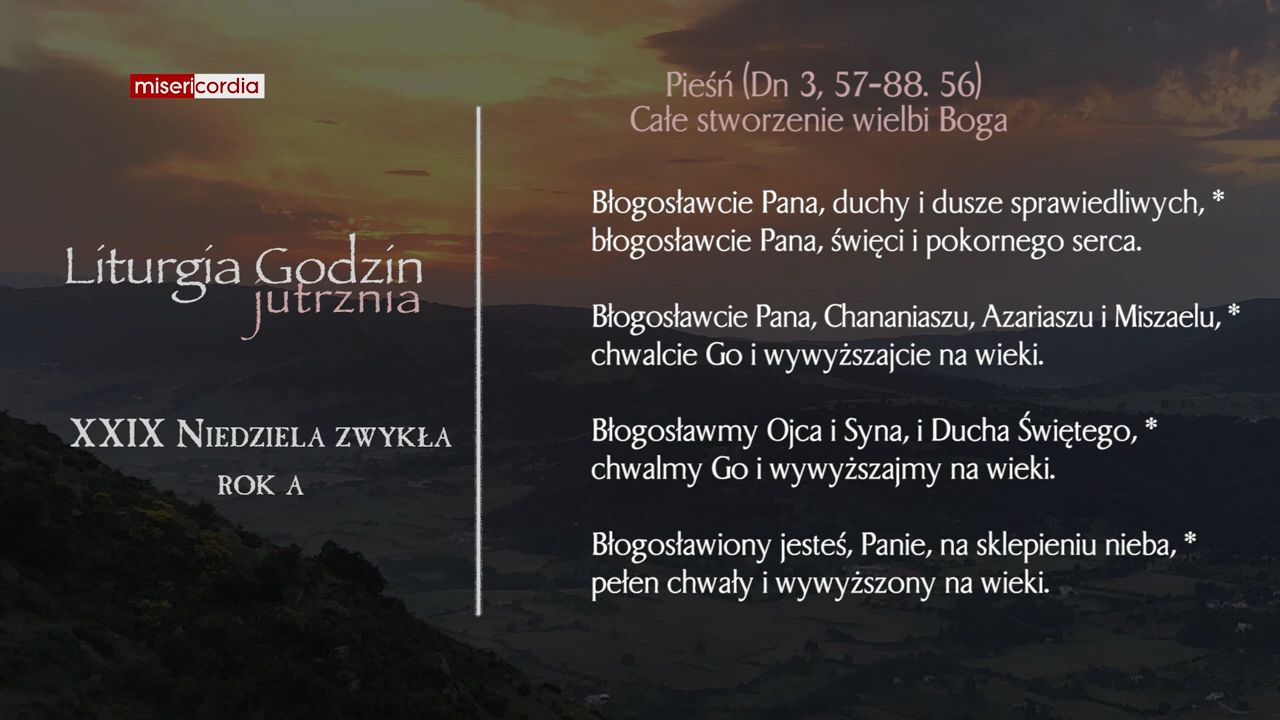 misericordia
Liturgia Godzin
jutrznia
XXIX Niedziela zwykła
rok A
Pieśń (Dn 3, 57-88. 56)
Całe stworzenie wielbi Boga
Błogosławcie Pana, duchy i dusze sprawiedliwych, *
błogosławcie Pana, święci i pokornego serca.
Błogosławcie Pana, Chananiaszu, Azariaszu i Miszaelu, *
chwalcie Go i wywyższajcie na wieki.
Błogosławmy Ojca i Syna, i Ducha Świętego, *
chwalmy Go i wywyższajmy na wieki.
Błogosławiony jesteś, Panie, na sklepieniu nieba, *
pełen chwały i wywyższony na wieki.